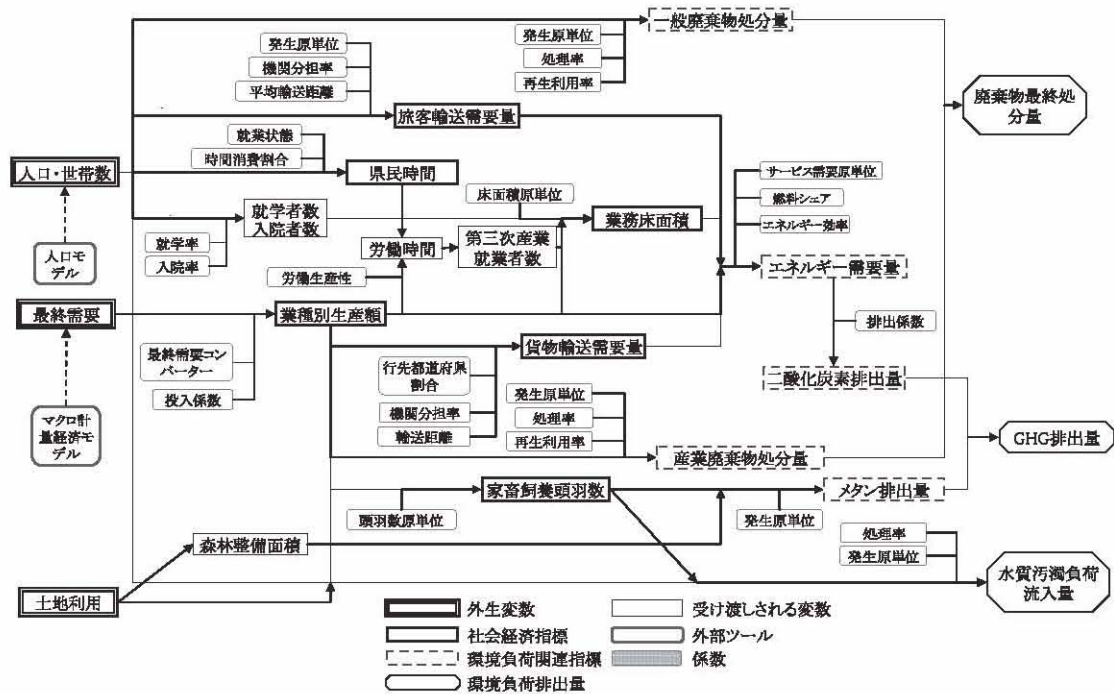 一般廃棄物処分量
発生原単位
処理率
再生利用率
発生原単位
機関分担率
平均輸送距離
廃棄物最終処
分量
旅客輸送需要量
就業状態
時間消費割合
人口・世帯数
県民時間
サービス需要原単位
燃料シェア
エネルギー効率
床面積原単位
就学者数
入院者数
業務床面積
就学率
入院率
人口モ
デル
労働時間
第三次産業
就業者数
エネルギー需要量
労働生産性
最終需要
業種別生産額
排出係数
貨物輸送需要量
最終需要コン
バーター
投入係数
行先都道府県
割合
機関分担率
輸送距離
二酸化炭素排出量
発生原単位
処理率
再生利用率
マクロ計
量経済モ
デル
GHG排出量
産業廃棄物処分量
家畜飼養頭羽数
メタン排出量
頭羽数原単位
発生原単位
森林整備面積
処理率
発生原単位
土地利用
水質汚濁負荷
流入量
外生変数
受け渡しされる変数
社会経済指標
外部ツール
環境負荷関連指標
係数
環境負荷排出量